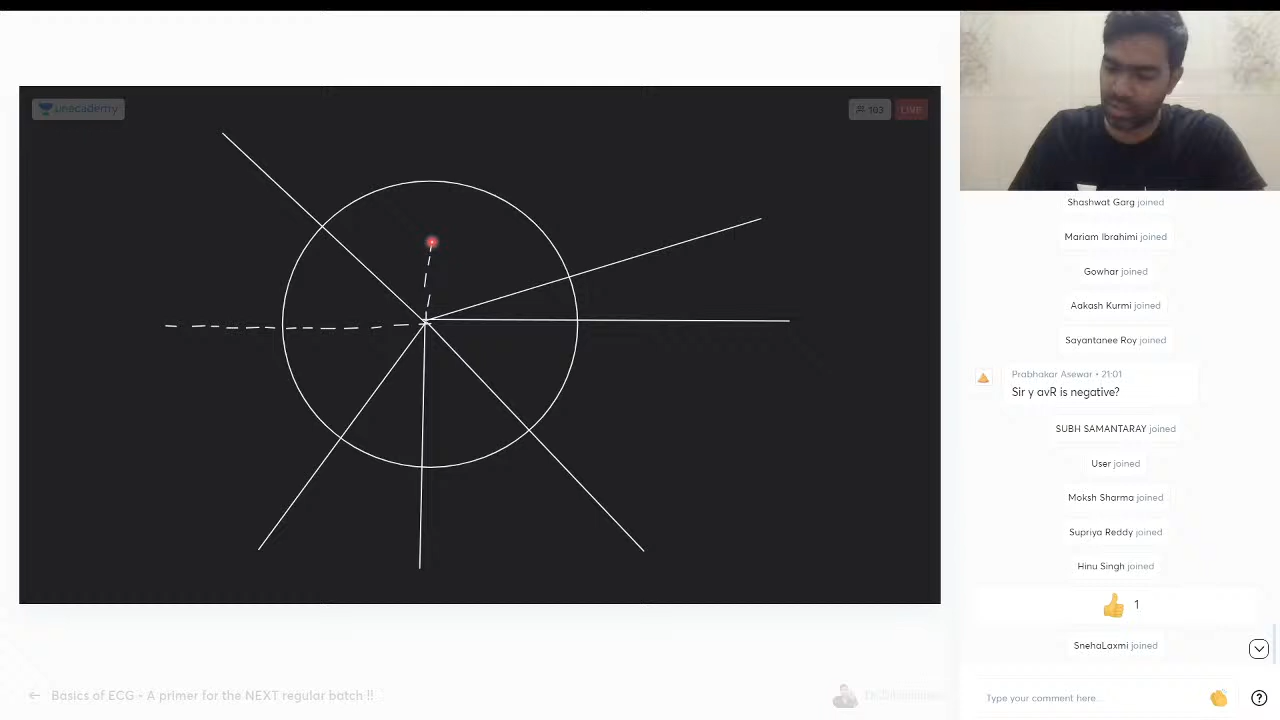 unacademy
103
LIVE
Shashwat Garg joined
Mariam Ibrahimi joined
Gowhar joined
Aakash Kurmi joined
Sayantanee Roy joined
Prabhakar Asewar • 21:01
Sir y avR is negative?
SUBH SAMANTARAY joined
User joined
Moksh Sharma joined
Supriya Reddy joined
Hinu Singh joined
1
SnehaLaxmi joined
Basics of ECG - A primer for the NEXT regular batch !!
Type your comment here...